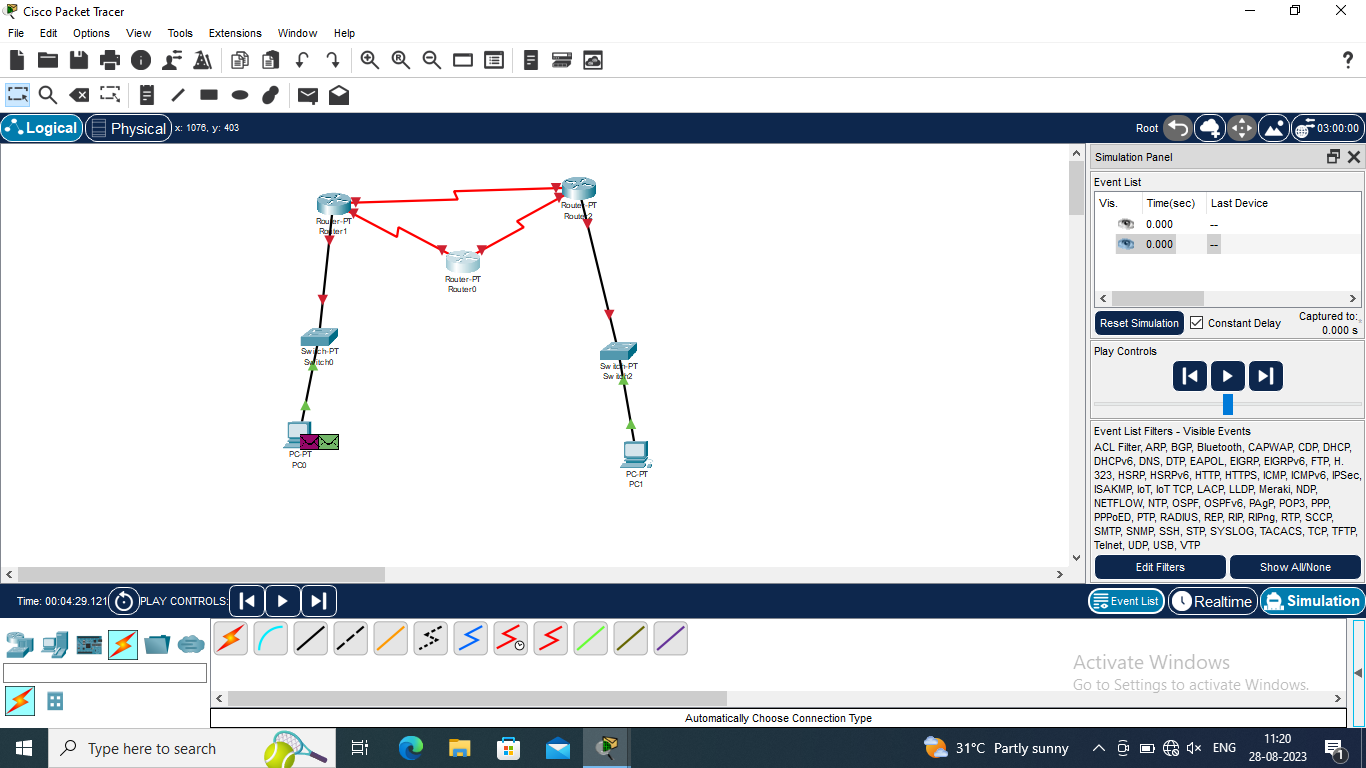 Cisco Packet Tracer
File Edit Options View Tools Extensions Window Help
Logical Physical x: 1076, y: 403 Root 03:00:00
Simulation Panel
Event List
Vis. Time(sec) Last Device
0.000 --
0.000 --
Reset Simulation Constant Delay Captured to:
0.000 s
Play Controls
Event List Filters - Visible Events
ACL Filter, ARP, BGP, Bluetooth, CAPWAP, CDP, DHCP,
DHCPv6, DNS, DTP, EAPOL, EIGRP, EIGRPv6, FTP, H.
323, HSRP, HSRPv6, HTTP, HTTPS, ICMP, ICMPv6, IPSec,
ISAKMP, IoT, IoT TCP, LACP, LLDP, Meraki, NDP,
NETFLOW, NTP, OSPF, OSPFv6, PAgP, POP3, PPP,
PPPoED, PTP, RADIUS, REP, RIP, RIPng, RTP, SCCP,
SMTP, SNMP, SSH, STP, SYSLOG, TACACS, TCP, TFTP,
Telnet, UDP, USB, VTP
Edit Filters Show All/None
Router-PT
Router1
Router-PT
Router2
Router-PT
Router0
Switch-PT
Switch0
Switch-PT
Switch2
PC-PT
PC0
PC-PT
PC1
Time: 00:04:29.121 PLAY CONTROLS: Event List Realtime Simulation
Activate Windows
Go to Settings to activate Windows.
Automatically Choose Connection Type
Type here to search 31°C Partly sunny ENG 11:20
28-08-2023
1